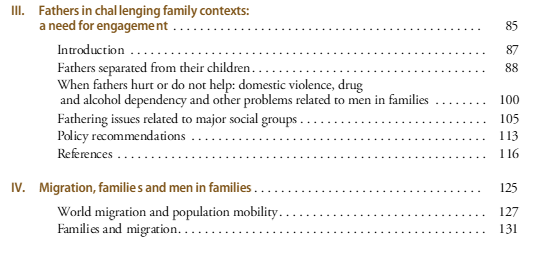 III. Fathers in challenging family contexts:
a need for engagement . . . . . . . . . . . . . . . . . . . . . . . . . . . . . . . . . . . . . . . . . . . . . . 85
Introduction . . . . . . . . . . . . . . . . . . . . . . . . . . . . . . . . . . . . . . . . . . . . . . . . . . . . 87
Fathers separated from their children . . . . . . . . . . . . . . . . . . . . . . . . . . . . . . . . . . 88
When fathers hurt or do not help: domestic violence, drug
and alcohol dependency and other problems related to men in families . . . . . . . . 100
Fathering issues related to major social groups . . . . . . . . . . . . . . . . . . . . . . . . . . . 105
Policy recommendations . . . . . . . . . . . . . . . . . . . . . . . . . . . . . . . . . . . . . . . . . . . 113
References . . . . . . . . . . . . . . . . . . . . . . . . . . . . . . . . . . . . . . . . . . . . . . . . . . . . . 116
IV. Migration, families and men in families . . . . . . . . . . . . . . . . . . . . . . . . . . . . . . . . . 125
World migration and population mobility . . . . . . . . . . . . . . . . . . . . . . . . . . . . . . 127
Families and migration . . . . . . . . . . . . . . . . . . . . . . . . . . . . . . . . . . . . . . . . . . . . 131